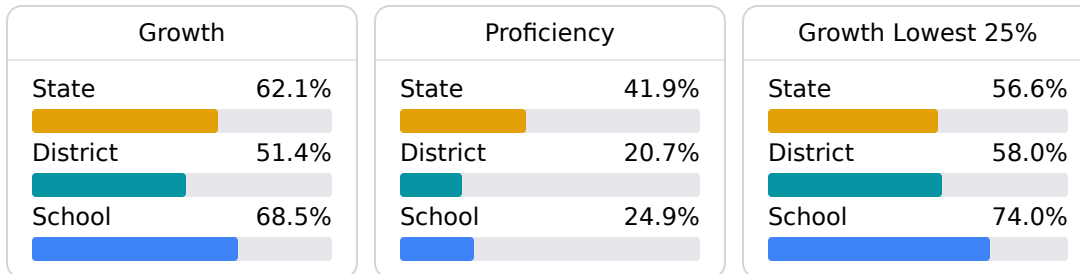 Growth
State 62.1%
District 51.4%
School 68.5%
Proficiency
State 41.9%
District 20.7%
School 24.9%
Growth Lowest 25%
State 56.6%
District 58.0%
School 74.0%